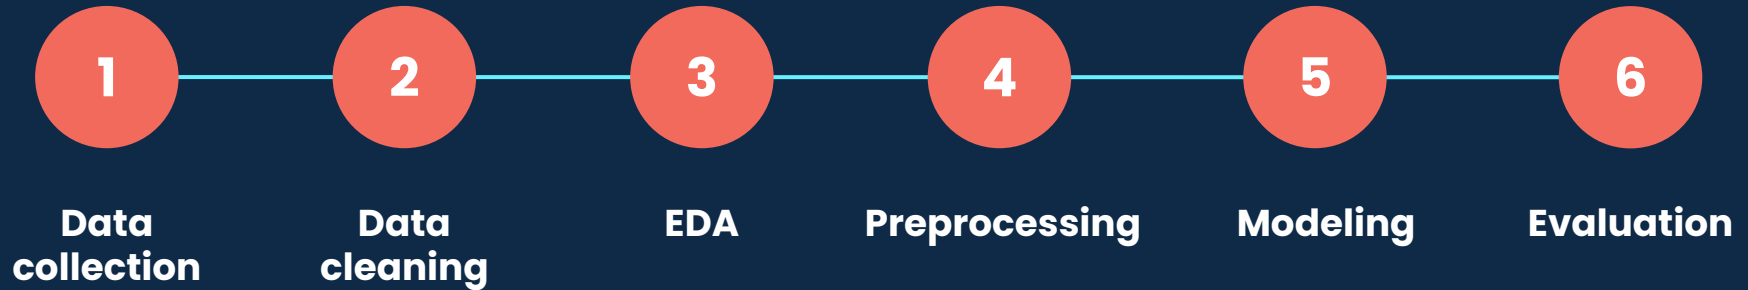 1
2
3
4
5
6
Data
collection
Data
cleaning
EDA
Preprocessing
Modeling
Evaluation